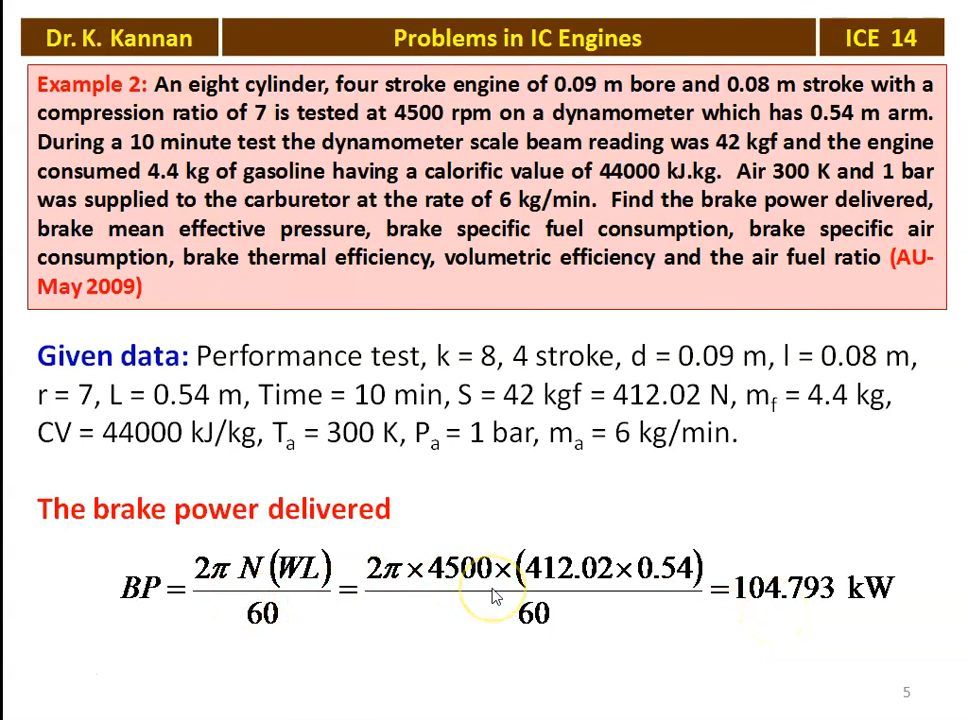 Dr. K. Kannan
Problems in IC Engines
ICE 14
Example 2: An eight cylinder, four stroke engine of 0.09 m bore and 0.08 m stroke with a
compression ratio of 7 is tested at 4500 rpm on a dynamometer which has 0.54 m arm.
During a 10 minute test the dynamometer scale beam reading was 42 kgf and the engine
consumed 4.4 kg of gasoline having a calorific value of 44000 kJ.kg. Air 300 K and 1 bar
was supplied to the carburetor at the rate of 6 kg/min. Find the brake power delivered,
brake mean effective pressure, brake specific fuel consumption, brake specific air
consumption, brake thermal efficiency, volumetric efficiency and the air fuel ratio (AU-
May 2009)
Given data: Performance test, k = 8, 4 stroke, d = 0.09 m, l = 0.08 m,
r = 7, L = 0.54 m, Time = 10 min, S = 42 kgf = 412.02 N, m_f = 4.4 kg,
CV = 44000 kJ/kg, T_a = 300 K, P_a = 1 bar, m_a = 6 kg/min.
The brake power delivered
BP = 2π N (WL) / 60 = 2π × 4500 × (412.02 × 0.54) / 60 = 104.793 kW
5